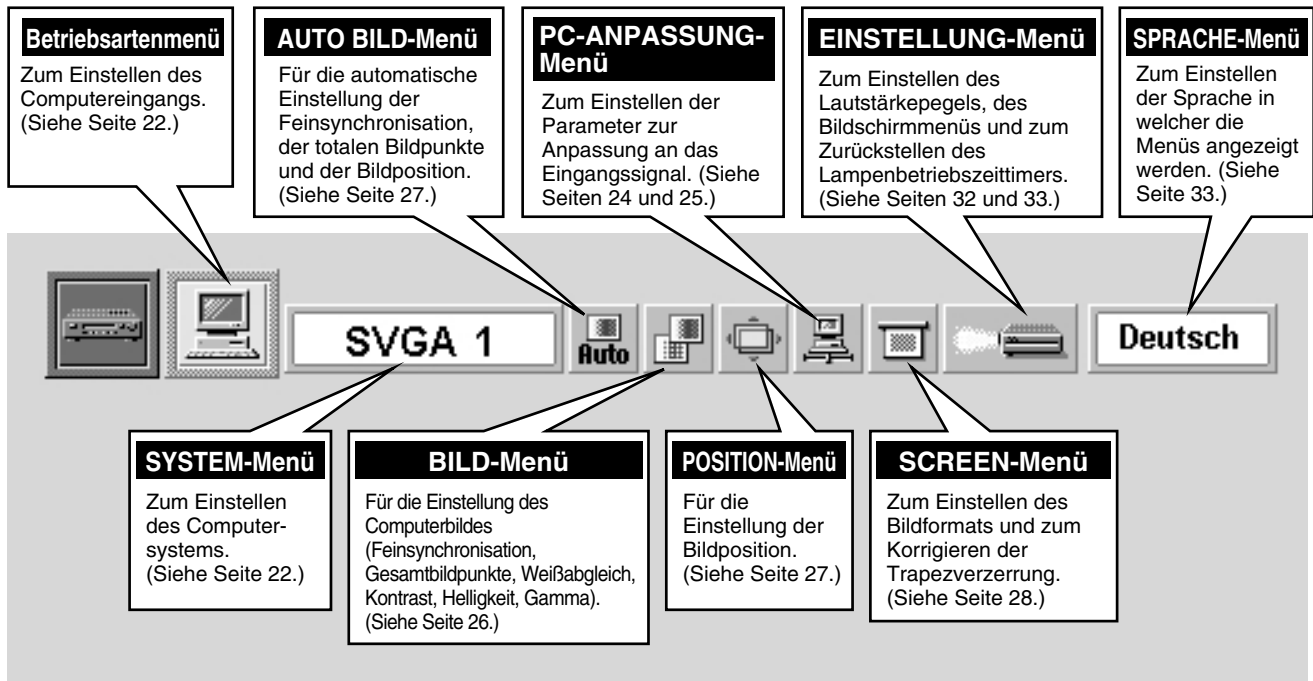 Betriebsartenmenü
Zum Einstellen des
Computereingangs.
(Siehe Seite 22.)
AUTO BILD-Menü
Für die automatische
Einstellung der
Feinsynchronisation,
der totalen Bildpunkte
und der Bildposition.
(Siehe Seite 27.)
PC-ANPASSUNG-
Menü
Zum Einstellen der
Parameter zur
Anpassung an das
Eingangssignal. (Siehe
Seiten 24 und 25.)
EINSTELLUNG-Menü
Zum Einstellen des
Lautstärkepegels, des
Bildschirmmenüs und zum
Zurückstellen des
Lampenbetriebszeittimers.
(Siehe Seiten 32 und 33.)
SPRACHE-Menü
Zum Einstellen
der Sprache in
welcher die
Menüs angezeigt
werden. (Siehe
Seite 33.)
SVGA 1
Auto
Deutsch
SYSTEM-Menü
Zum Einstellen
des Computer-
systems.
(Siehe Seite 22.)
BILD-Menü
Für die Einstellung des
Computerbildes
(Feinsynchronisation,
Gesamtbildpunkte, Weißabgleich,
Kontrast, Helligkeit, Gamma).
(Siehe Seite 26.)
POSITION-Menü
Für die
Einstellung der
Bildposition.
(Siehe Seite 27.)
SCREEN-Menü
Zum Einstellen des
Bildformats und zum
Korrigieren der
Trapezverzerrung.
(Siehe Seite 28.)